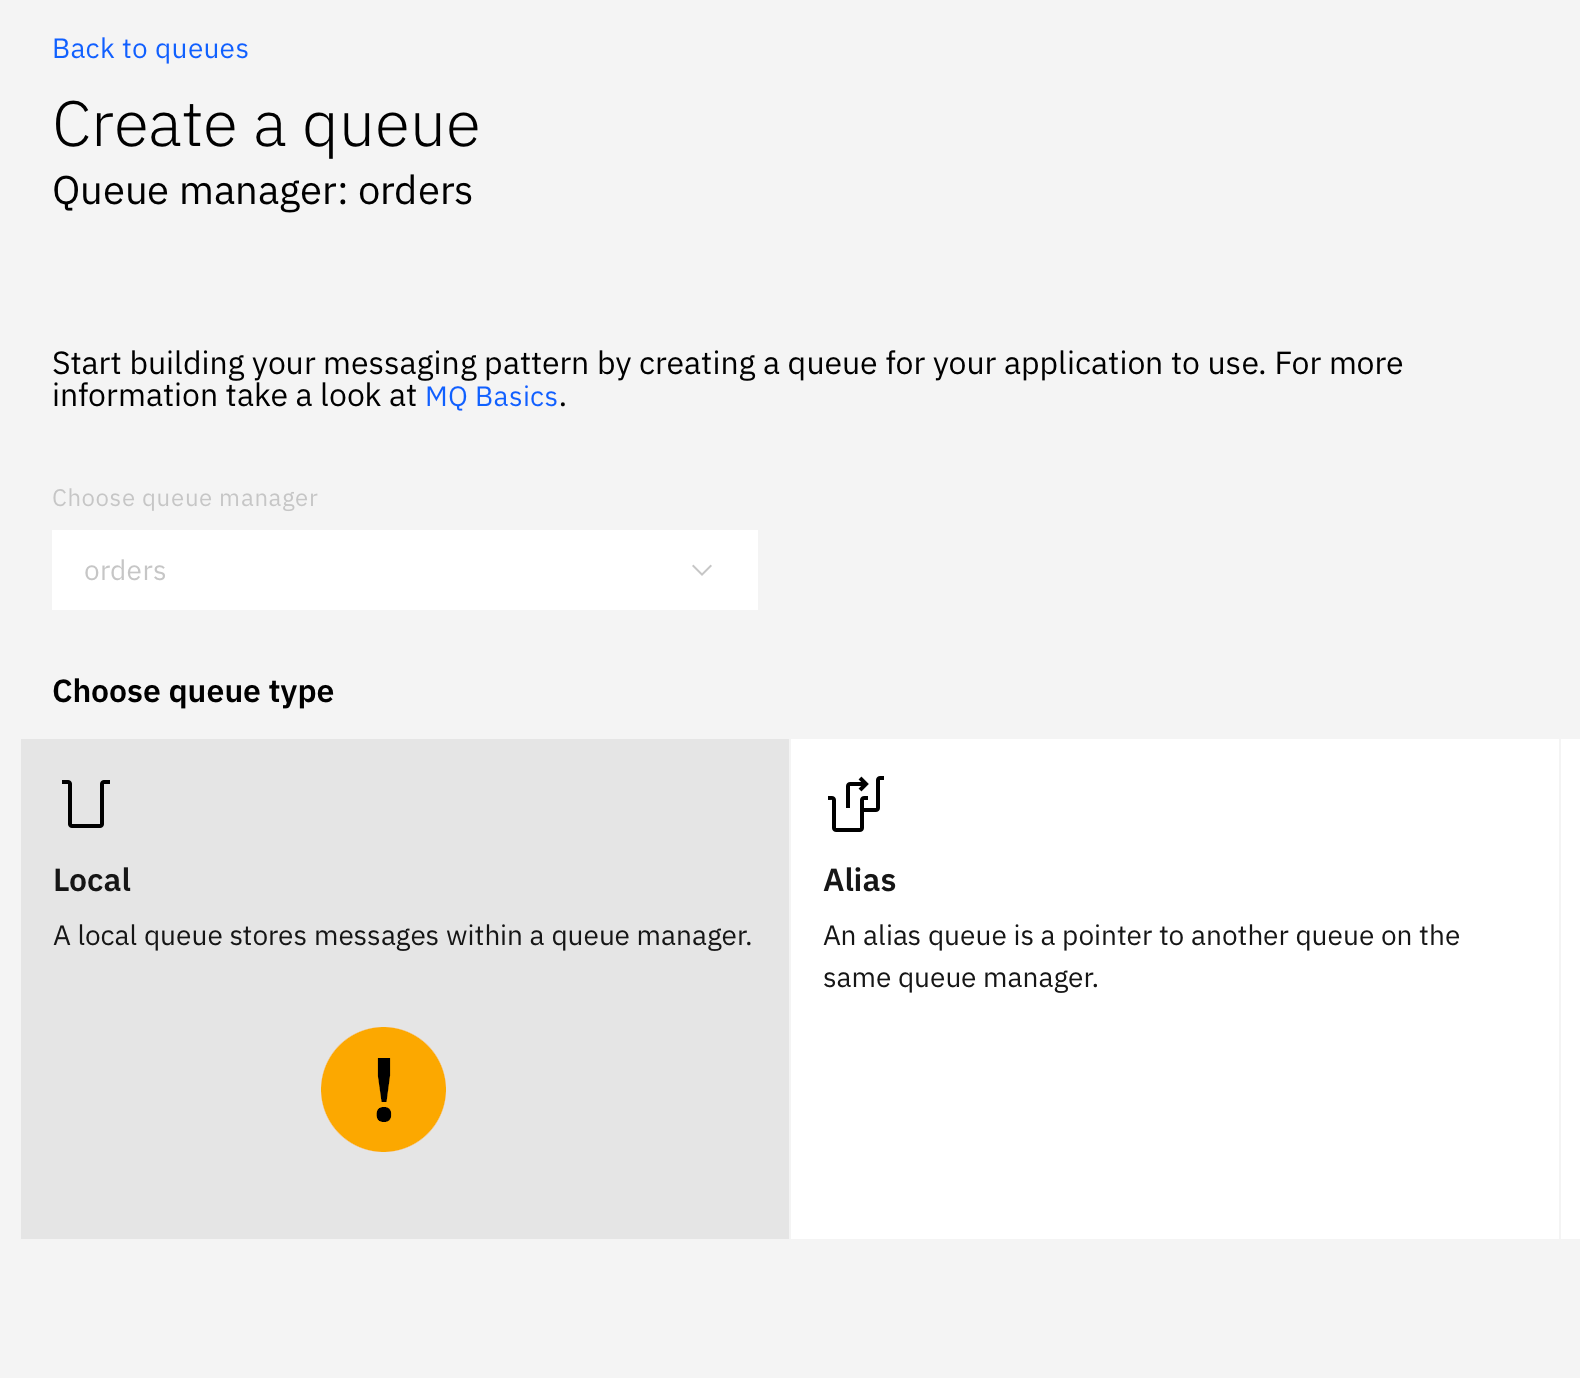 Back to queues
Create a queue
Queue manager: orders
Start building your messaging pattern by creating a queue for your application to use. For more
information take a look at MQ Basics.
Choose queue manager
orders
Choose queue type
Local
A local queue stores messages within a queue manager.
!
Alias
An alias queue is a pointer to another queue on the
same queue manager.